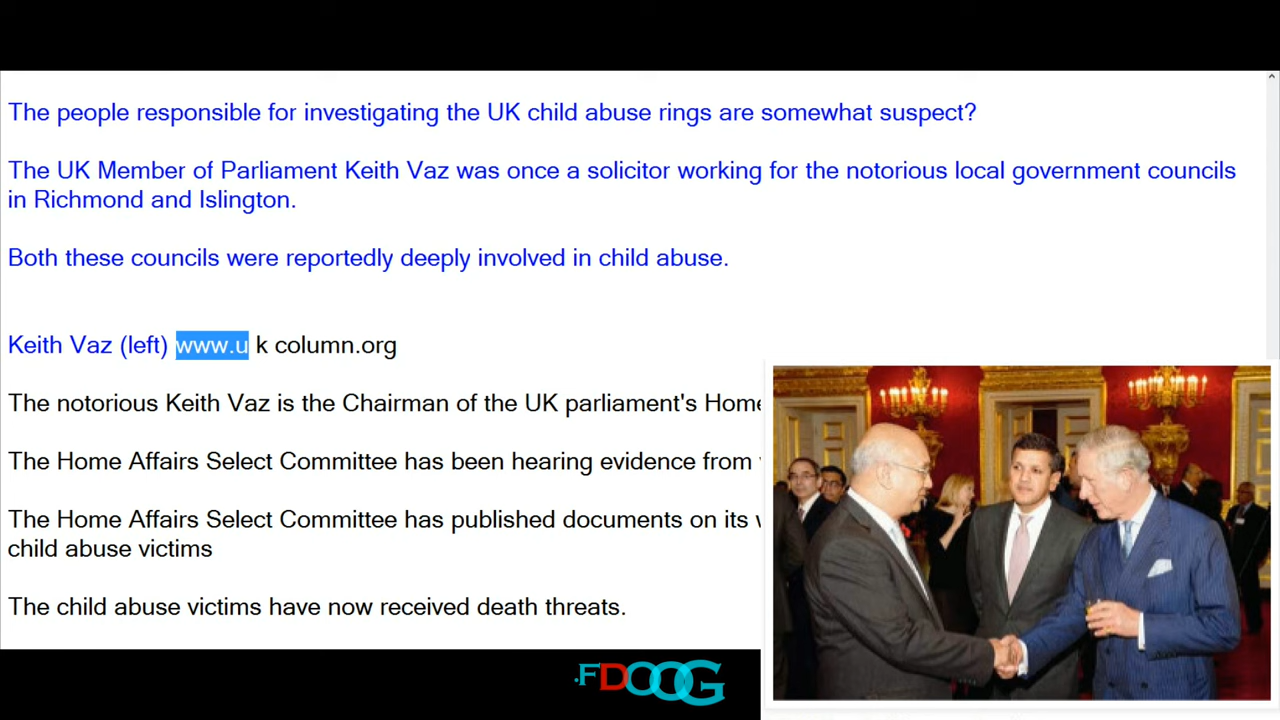 The people responsible for investigating the UK child abuse rings are somewhat suspect?
The UK Member of Parliament Keith Vaz was once a solicitor working for the notorious local government councils
in Richmond and Islington.
Both these councils were reportedly deeply involved in child abuse.
Keith Vaz (left) www.u k column.org
The notorious Keith Vaz is the Chairman of the UK parliament's Home
The Home Affairs Select Committee has been hearing evidence from
The Home Affairs Select Committee has published documents on its
child abuse victims
The child abuse victims have now received death threats.
.FDOOG